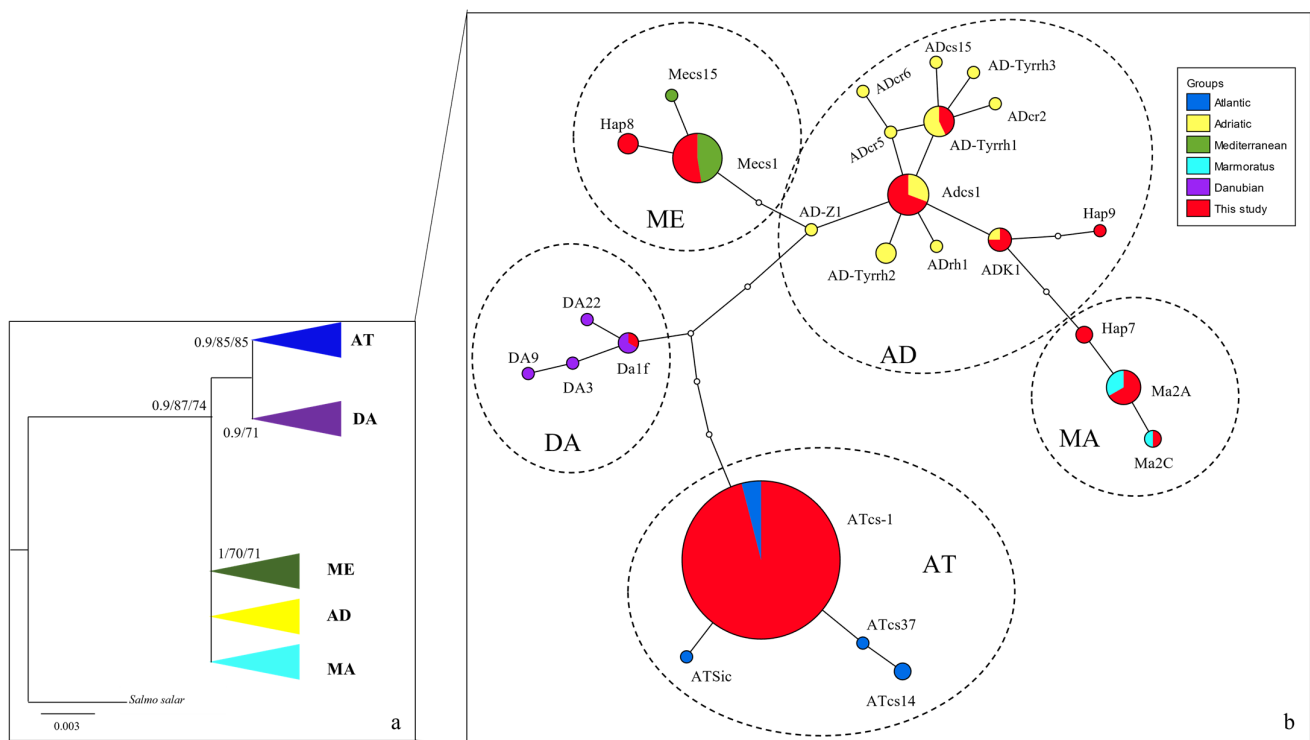 0.9/85/85
AT
0.9/87/74
DA
0.9/71
1/70/71
ME
AD
MA
Salmo salar
0.003
a
Mecs15
Hap8
Mecs1
ME
ADcs15
ADcr6
AD-Tyrrh3
ADcr2
ADcr5
AD-Tyrrh1
Adcs1
AD-Z1
Hap9
AD-Tyrrh2
ADrh1
ADK1
AD
Groups
Atlantic
Adriatic
Mediterranean
Marmoratus
Danubian
This study
DA22
DA9
DA3
Da1f
DA
Hap7
Ma2A
MA
Ma2C
ATcs-1
AT
ATcs37
ATSic
ATcs14
b